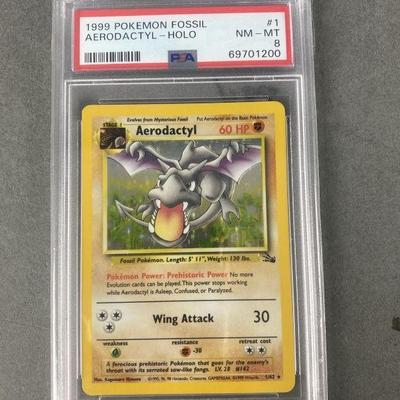 1999 POKEMON FOSSIL #1
AERODACTYL-HOLO NM-MT
8
PSA 69701200
Evolves from Mysterious Fossil Put Aerodactyl on the Basic Pokémon
STAGE 1
Aerodactyl 60 HP
Fossil Pokémon. Length: 5' 11", Weight: 130 lbs.
Pokémon Power: Prehistoric Power No more
Evolution cards can be played. This power stops working
while Aerodactyl is Asleep, Confused, or Paralyzed.
Wing Attack 30
weakness resistance retreat cost
-30
A ferocious prehistoric Pokémon that goes for the enemy's
throat with its serrated saw-like fangs. LV. 28 #142
Illus. Kagemaru Himeno 1/62